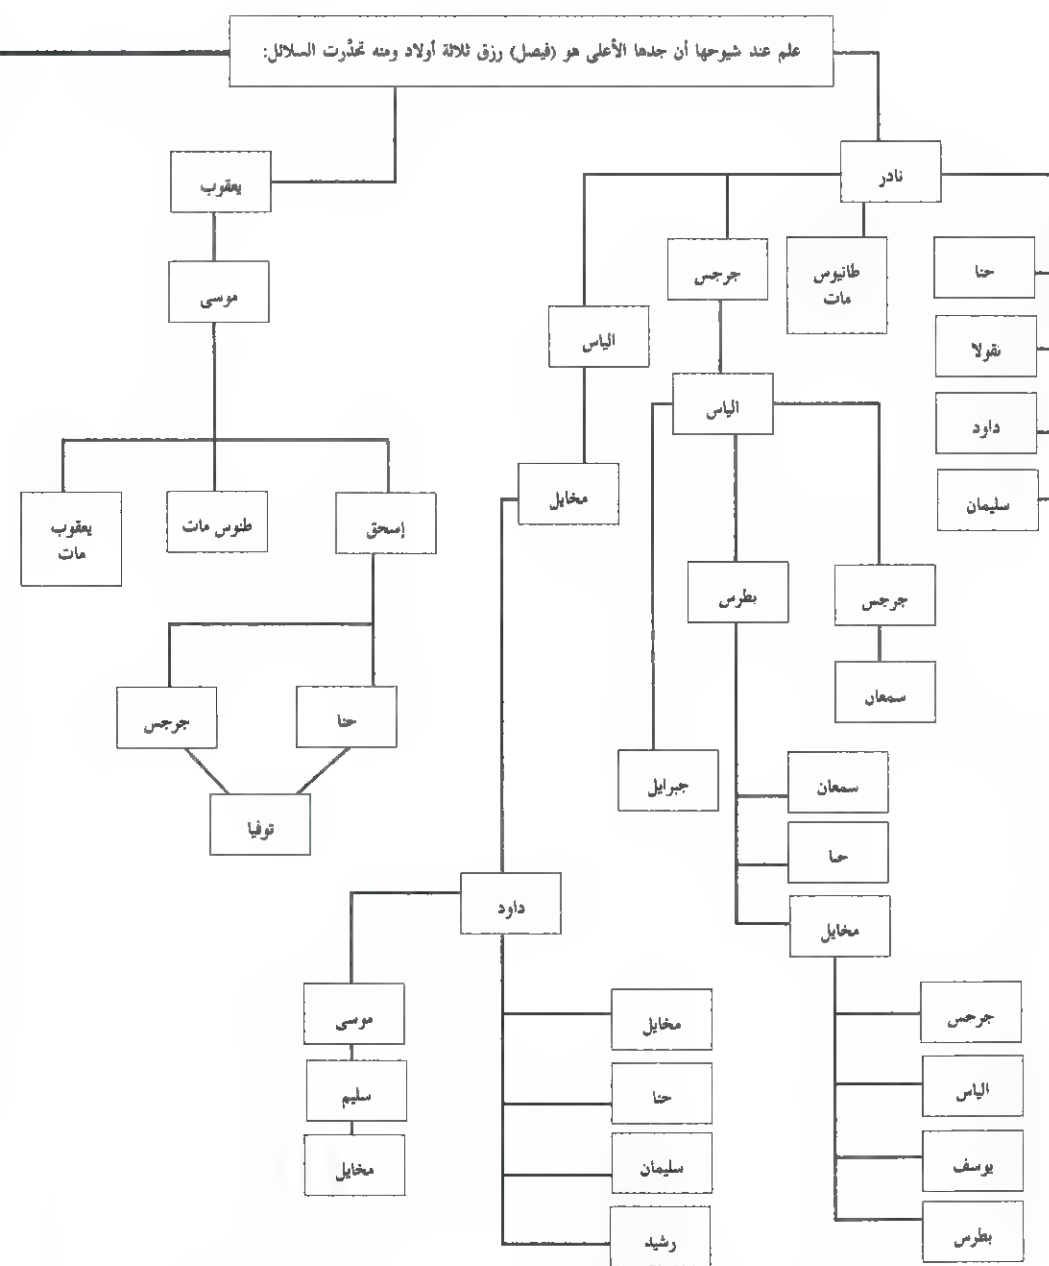 علم عند شيوخها أن جدها الأعلى هو (فيصل) رزق ثلاثة أولاد ومنه تحدَّرت السلائل:
نادر
يعقوب
حنا
طانيوس
مات
جرجس
الياس
موسى
نقولا
الياس
داود
سليمان
مخايل
إسحق
طنوس مات
يعقوب
مات
جرجس
بطرس
سمعان
حنا
جرجس
توفيا
جبرايل
سمعان
حنا
مخايل
داود
جرجس
الياس
يوسف
بطرس
مخايل
حنا
سليمان
رشيد
موسى
سليم
مخايل